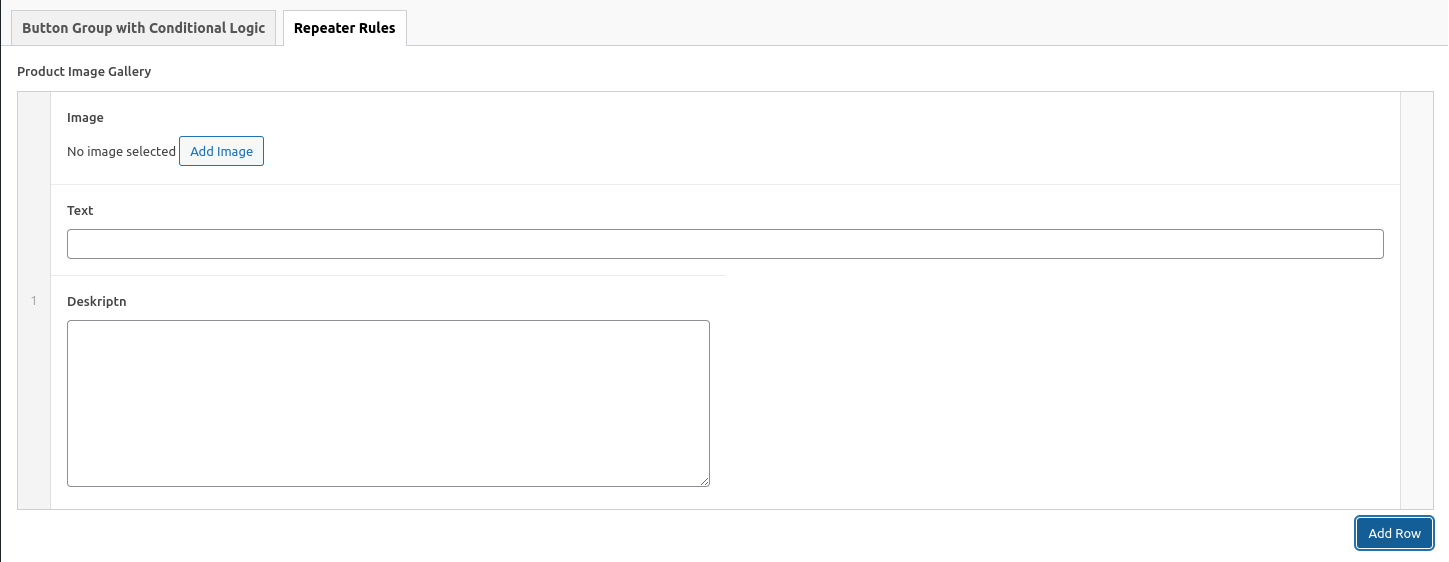 Button Group with Conditional Logic
Repeater Rules
Product Image Gallery
Image
No image selected
Add Image
Text
1
Deskriptn
Add Row